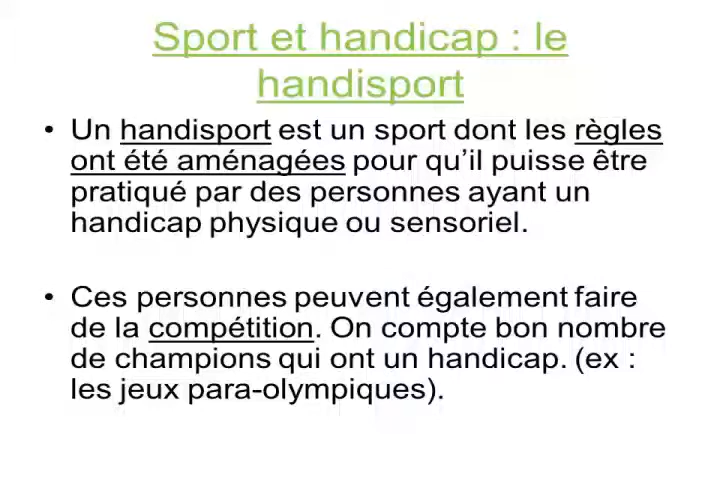 Sport et handicap : le
handisport
• Un handisport est un sport dont les règles
ont été aménagées pour qu’il puisse être
pratiqué par des personnes ayant un
handicap physique ou sensoriel.
• Ces personnes peuvent également faire
de la compétition. On compte bon nombre
de champions qui ont un handicap. (ex :
les jeux para-olympiques).